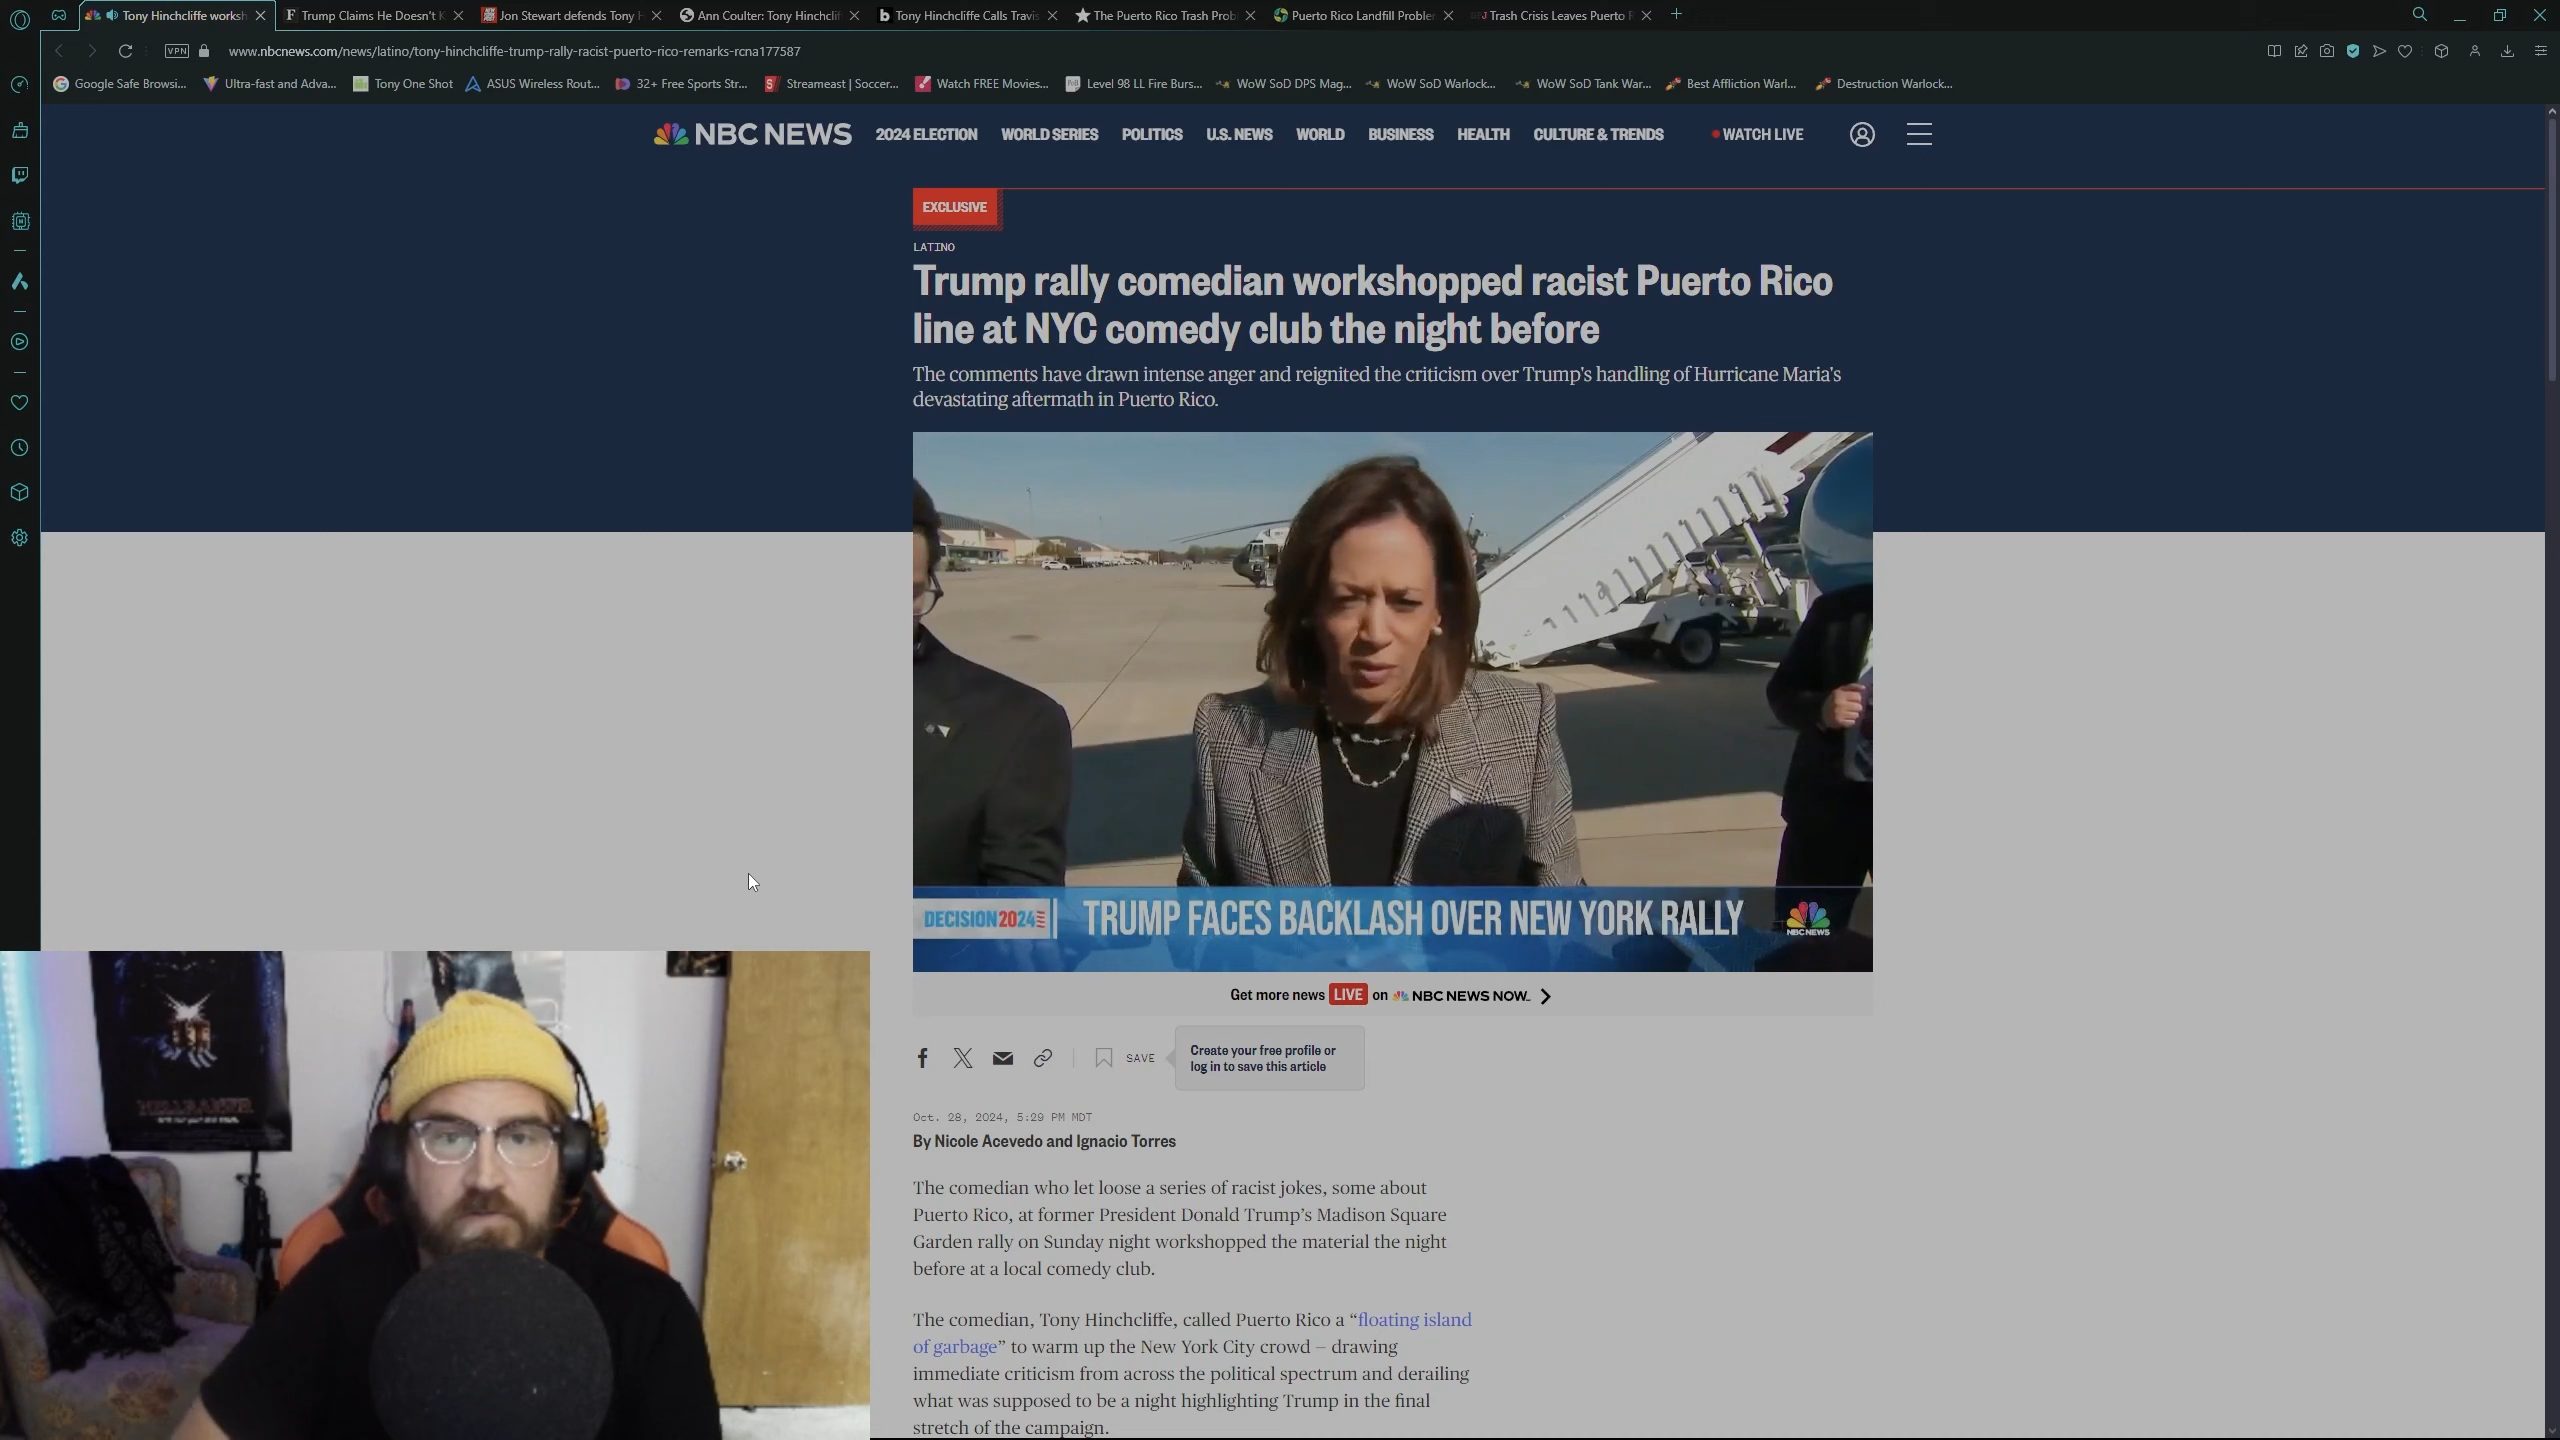 Tony Hinchcliffe worksh
Trump Claims He Doesn't K
Jon Stewart defends Tony H
Ann Coulter: Tony Hinchclif
Tony Hinchcliffe Calls Travis
The Puerto Rico Trash Prob
Puerto Rico Landfill Proble
Trash Crisis Leaves Puerto R
VPN
www.nbcnews.com/news/latino/tony-hinchcliffe-trump-rally-racist-puerto-rico-remarks-rcna177587
Google Safe Browsi...
Ultra-fast and Adva...
Tony One Shot
ASUS Wireless Rout...
32+ Free Sports Str...
Streameast | Soccer...
Watch FREE Movies...
Level 98 LL Fire Burs...
WoW SoD DPS Mag...
WoW SoD Warlock...
WoW SoD Tank War...
Best Affliction Warl...
Destruction Warlock...
NBC NEWS
2024 ELECTION
WORLD SERIES
POLITICS
U.S. NEWS
WORLD
BUSINESS
HEALTH
CULTURE & TRENDS
WATCH LIVE
EXCLUSIVE
LATINO
Trump rally comedian workshopped racist Puerto Rico
line at NYC comedy club the night before
The comments have drawn intense anger and reignited the criticism over Trump's handling of Hurricane Maria's
devastating aftermath in Puerto Rico.
DECISION 2024
TRUMP FACES BACKLASH OVER NEW YORK RALLY
NBC NEWS
Get more news LIVE on NBC NEWS NOW.
SAVE
Create your free profile or
log in to save this article
Oct. 28, 2024, 5:29 PM MDT
By Nicole Acevedo and Ignacio Torres
The comedian who let loose a series of racist jokes, some about
Puerto Rico, at former President Donald Trump's Madison Square
Garden rally on Sunday night workshopped the material the night
before at a local comedy club.
The comedian, Tony Hinchcliffe, called Puerto Rico a “floating island
of garbage” to warm up the New York City crowd — drawing
immediate criticism from across the political spectrum and derailing
what was supposed to be a night highlighting Trump in the final
stretch of the campaign.
HELLRAISER